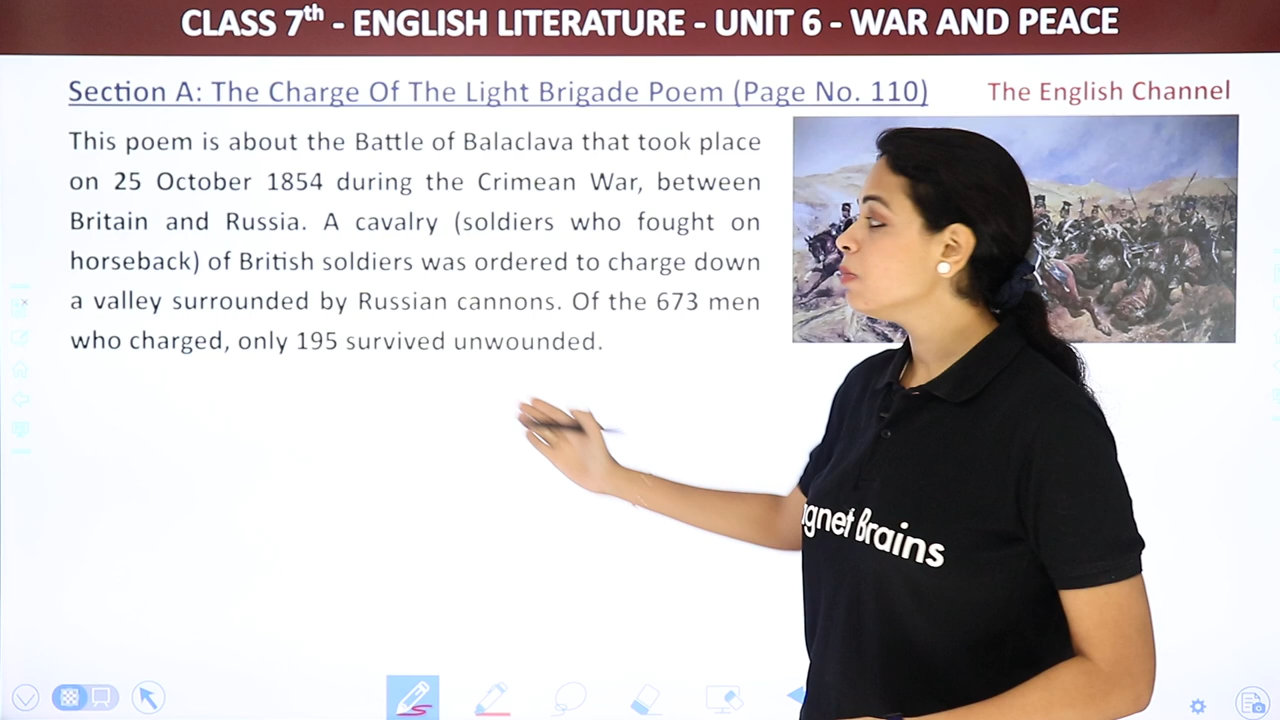 CLASS 7th - ENGLISH LITERATURE - UNIT 6 - WAR AND PEACE
Section A: The Charge Of The Light Brigade Poem (Page No. 110)
The English Channel
This poem is about the Battle of Balaclava that took place
on 25 October 1854 during the Crimean War, between
Britain and Russia. A cavalry (soldiers who fought on
horseback) of British soldiers was ordered to charge down
a valley surrounded by Russian cannons. Of the 673 men
who charged, only 195 survived unwounded.
gnet Brains